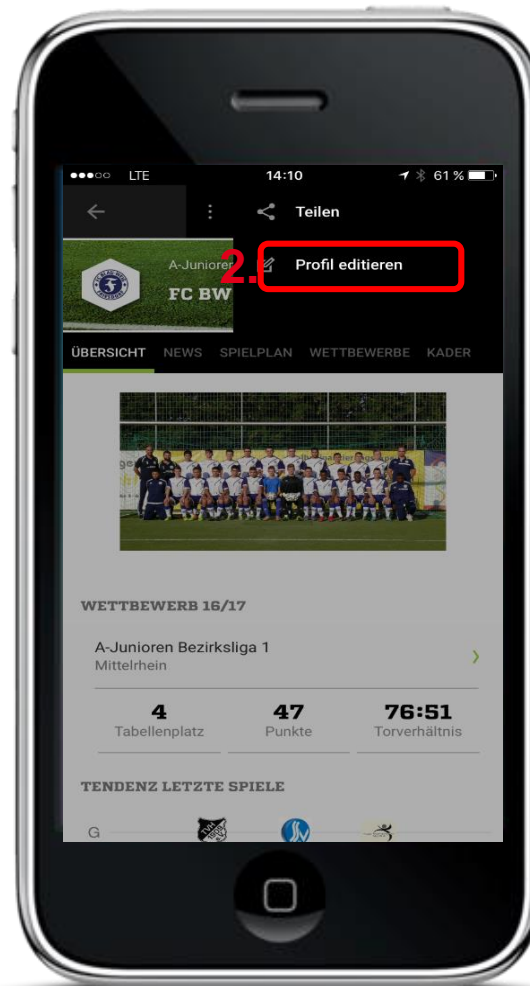 LTE 14:10 61 %
Teilen
2. Profil editieren
A-Junioren
FC BW
ÜBERSICHT NEWS SPIELPLAN WETTBEWERBE KADER
WETTBEWERB 16/17
A-Junioren Bezirksliga 1
Mittelrhein
4 47 76:51
Tabellenplatz Punkte Torverhältnis
TENDENZ LETZTE SPIELE
G